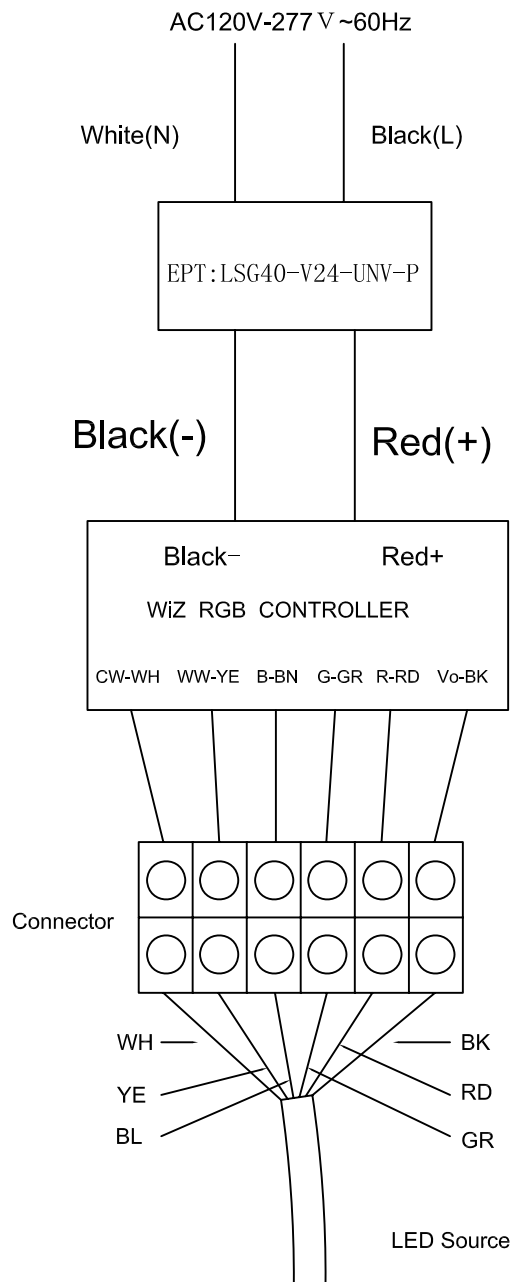 AC120V-277V~60Hz
White(N) Black(L)
EPT:LSG40-V24-UNV-P
Black(-) Red(+)
Black- Red+
WiZ RGB CONTROLLER
CW-WH WW-YE B-BN G-GR R-RD Vo-BK
Connector
WH BK
YE RD
BL GR
LED Source